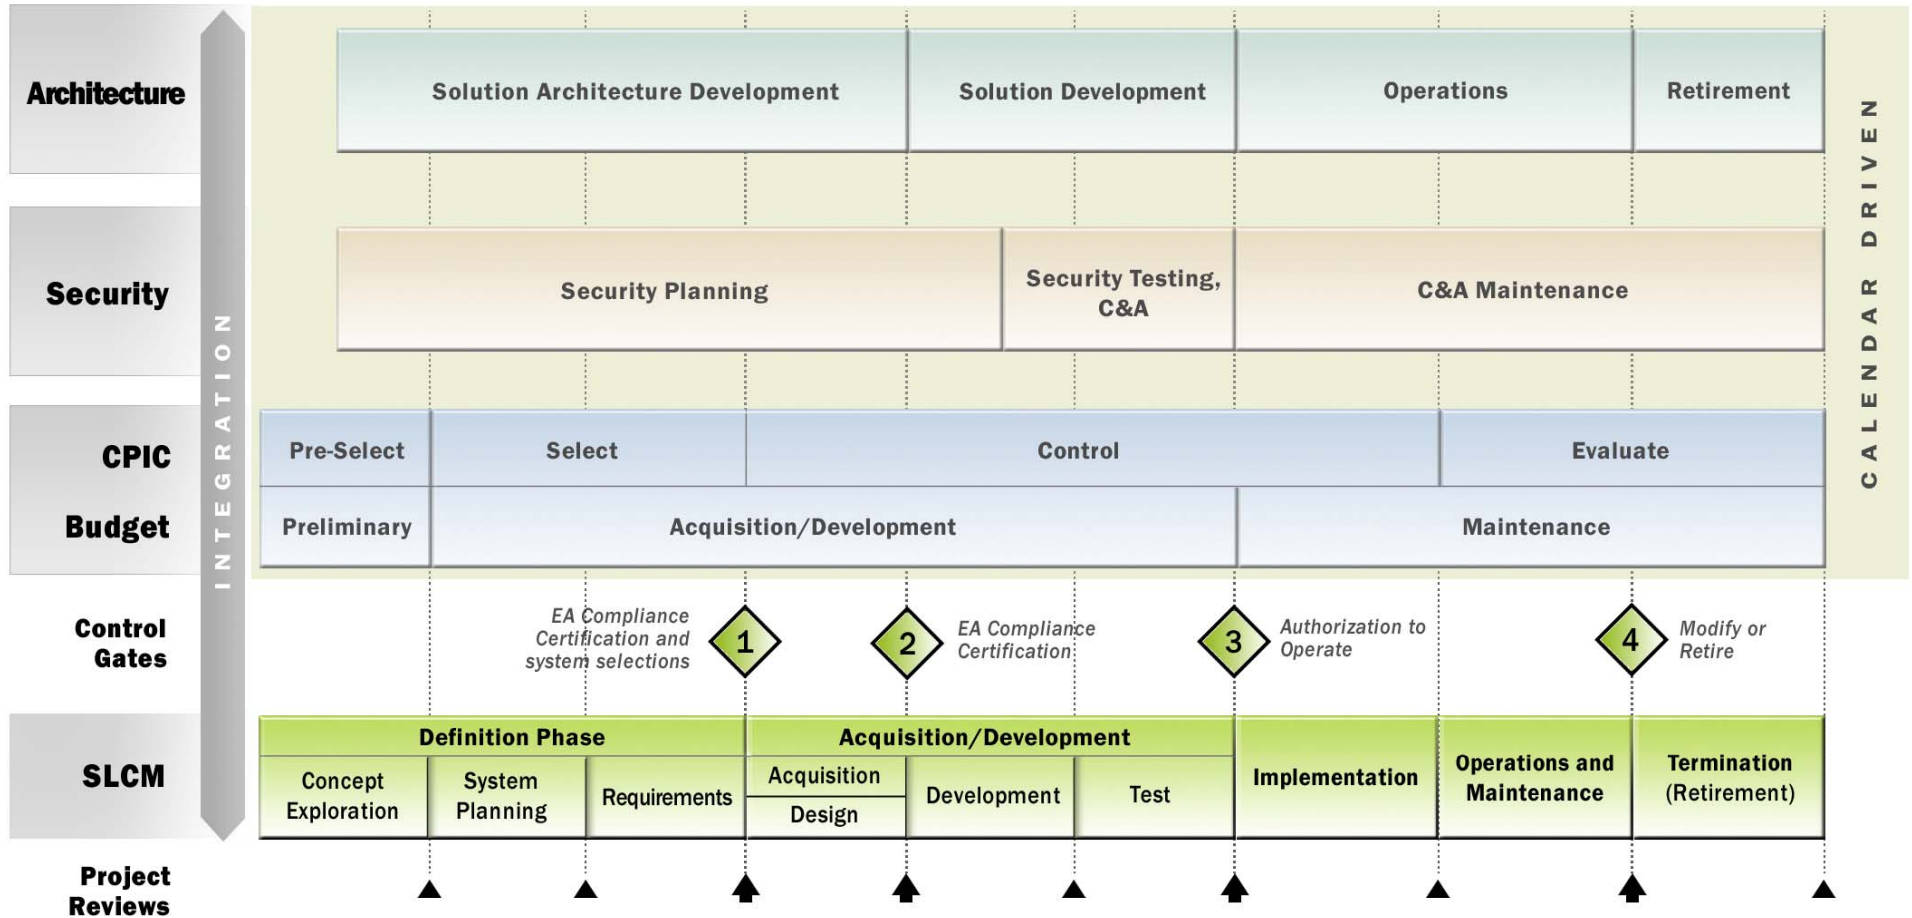 Architecture
Solution Architecture Development
Solution Development
Operations
Retirement
Security
Security Planning
Security Testing,
C&A
C&A Maintenance
CPIC
Pre-Select
Select
Control
Evaluate
Budget
Preliminary
Acquisition/Development
Maintenance
INTEGRATION
CALENDAR DRIVEN
Control
Gates
EA Compliance
Certification and
system selections
1
2
EA Compliance
Certification
3
Authorization to
Operate
4
Modify or
Retire
SLCM
Definition Phase
Concept
Exploration
System
Planning
Requirements
Acquisition/Development
Acquisition
Design
Development
Test
Implementation
Operations and
Maintenance
Termination
(Retirement)
Project
Reviews